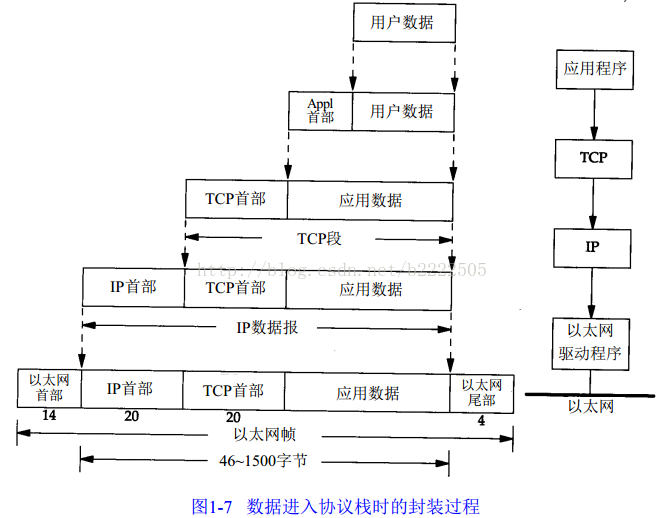 用户数据
应用程序
Appl
首部
用户数据
TCP
TCP首部
应用数据
TCP段
IP
http://blog.csdn.net/b2222505
IP首部
TCP首部
应用数据
IP数据报
以太网
驱动程序
以太网
首部
IP首部
TCP首部
应用数据
以太网
尾部
14
20
20
4
以太网
以太网帧
46~1500字节
图1-7 数据进入协议栈时的封装过程